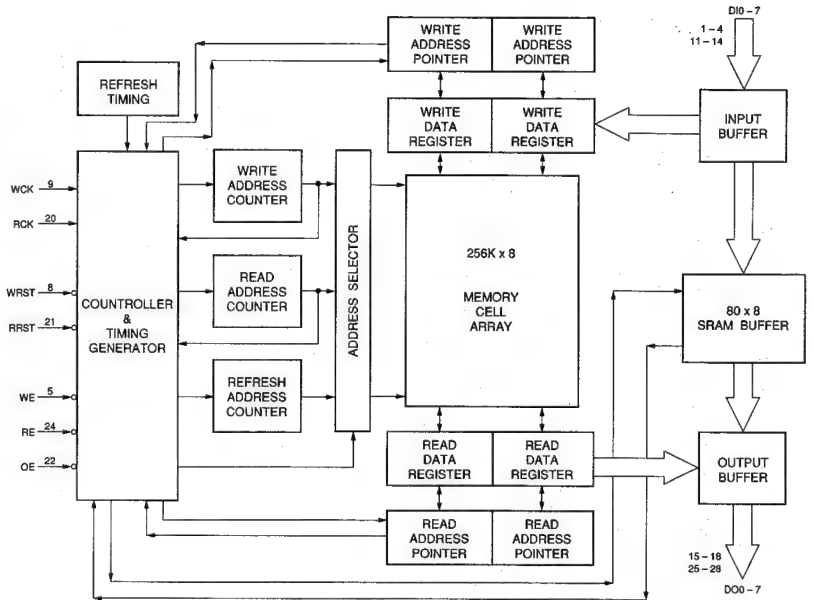 DI0 – 7
1 – 4
11 – 14
WRITE
ADDRESS
POINTER
WRITE
ADDRESS
POINTER
REFRESH
TIMING
WRITE
DATA
REGISTER
WRITE
DATA
REGISTER
INPUT
BUFFER
WCK 9
RCK 20
WRST 8
RRST 21
WE 5
RE 24
OE 22
COUNTROLLER
&
TIMING
GENERATOR
WRITE
ADDRESS
COUNTER
READ
ADDRESS
COUNTER
REFRESH
ADDRESS
COUNTER
ADDRESS SELECTOR
256K x 8
MEMORY
CELL
ARRAY
80 x 8
SRAM BUFFER
READ
DATA
REGISTER
READ
DATA
REGISTER
OUTPUT
BUFFER
READ
ADDRESS
POINTER
READ
ADDRESS
POINTER
15 – 18
25 – 28
DO0 – 7